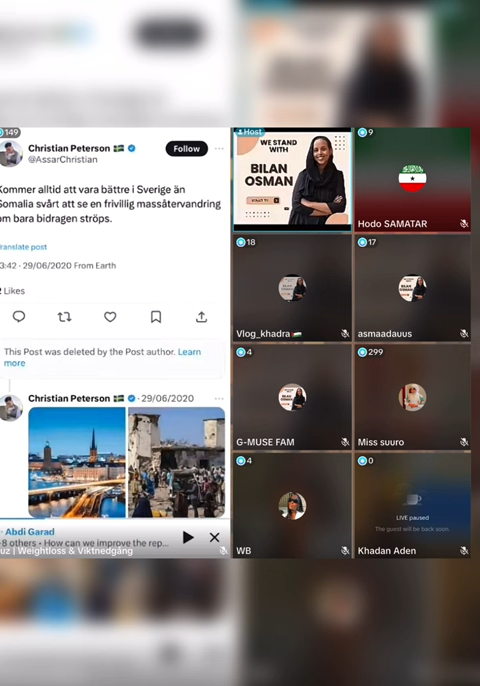 149
Christian Peterson
@AssarChristian
Follow
Kommer alltid att vara bättre i Sverige än
Somalia svårt att se en frivillig massåtervandring
om bara bidragen ströps.
Translate post
3:42 · 29/06/2020 From Earth
2 Likes
This Post was deleted by the Post author. Learn
more
Christian Peterson
· 29/06/2020
Abdi Garad
8 others • How can we improve the rep...
uz | Weightloss & Viktnedgång
Host
WE STAND
WITH
BILAN
OSMAN
9
Hodo SAMATAR
18
Vlog_khadra
17
asmaadauus
4
G-MUSE FAM
299
Miss suuro
4
WB
0
LIVE paused
The guest will be back soon.
Khadan Aden